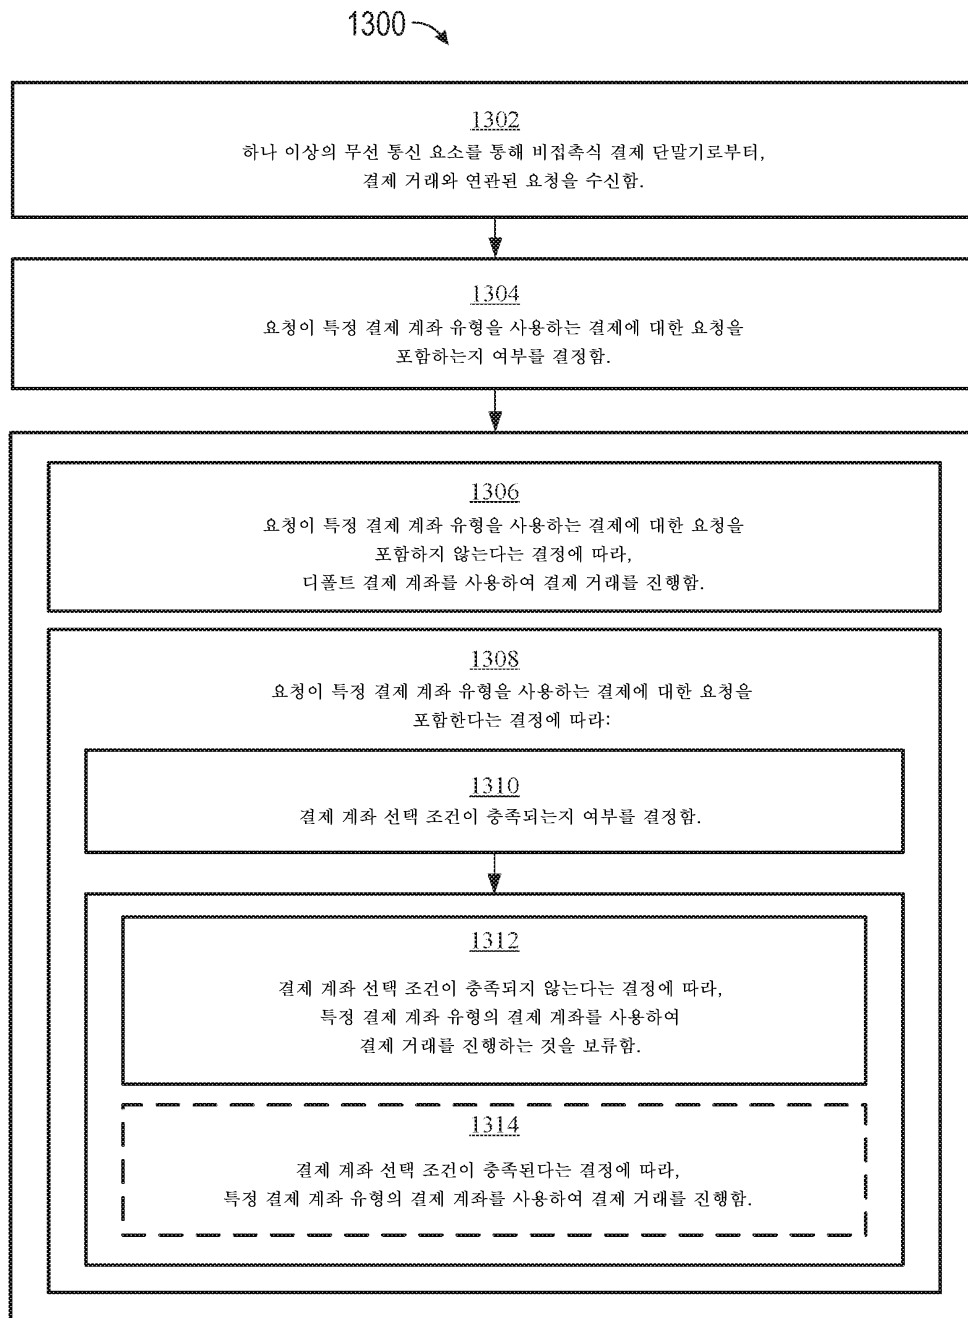 1300
1302
하나 이상의 무선 통신 요소를 통해 비접촉식 결제 단말기로부터,
결제 거래와 연관된 요청을 수신함.
1304
요청이 특정 결제 계좌 유형을 사용하는 결제에 대한 요청을
포함하는지 여부를 결정함.
1306
요청이 특정 결제 계좌 유형을 사용하는 결제에 대한 요청을
포함하지 않는다는 결정에 따라,
디폴트 결제 계좌를 사용하여 결제 거래를 진행함.
1308
요청이 특정 결제 계좌 유형을 사용하는 결제에 대한 요청을
포함한다는 결정에 따라:
1310
결제 계좌 선택 조건이 충족되는지 여부를 결정함.
1312
결제 계좌 선택 조건이 충족되지 않는다는 결정에 따라,
특정 결제 계좌 유형의 결제 계좌를 사용하여
결제 거래를 진행하는 것을 보류함.
1314
결제 계좌 선택 조건이 충족된다는 결정에 따라,
특정 결제 계좌 유형의 결제 계좌를 사용하여 결제 거래를 진행함.